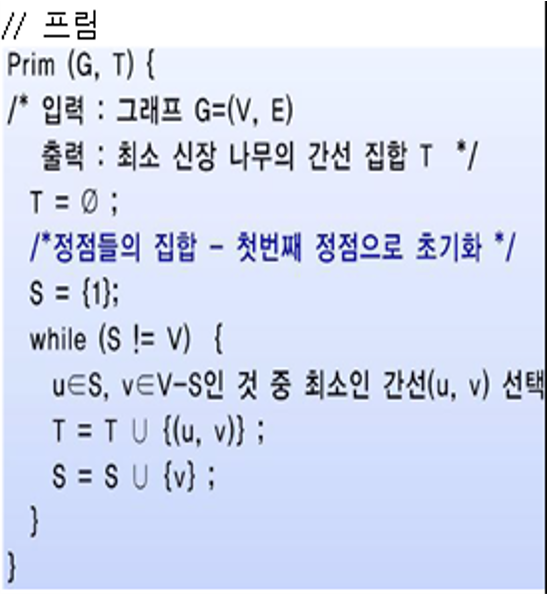 // 프림
Prim (G, T) {
/* 입력 : 그래프 G=(V, E)
출력 : 최소 신장 나무의 간선 집합 T */
T = ∅ ;
/*정점들의 집합 - 첫번째 정점으로 초기화 */
S = {1};
while (S != V) {
u∈S, v∈V-S인 것 중 최소인 간선(u, v) 선택
T = T ∪ {(u, v)} ;
S = S ∪ {v} ;
}
}